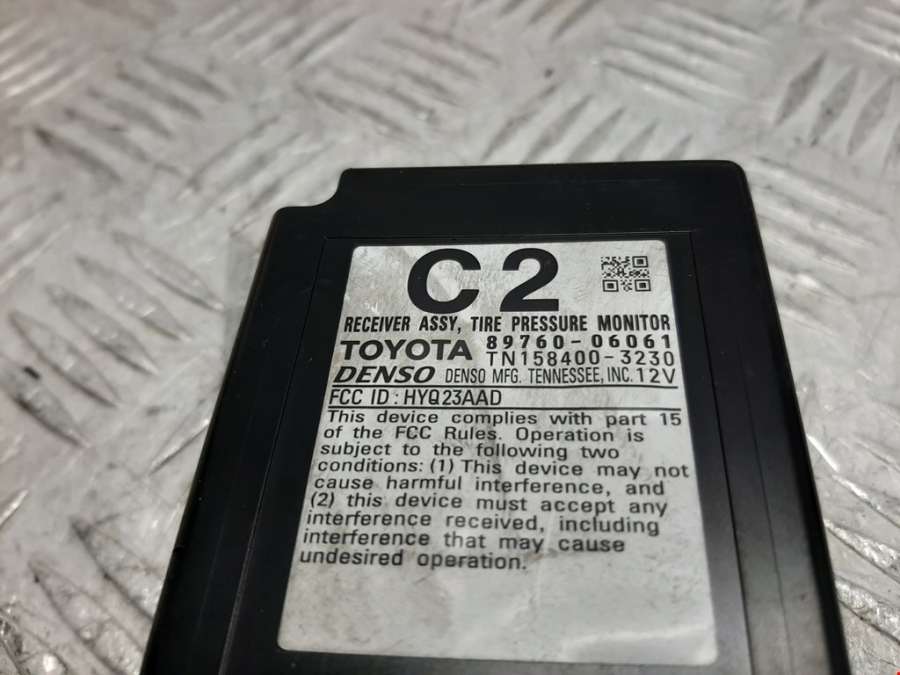 C2
RECEIVER ASSY, TIRE PRESSURE MONITOR
TOYOTA 89760-06061
TN158400-3230
DENSO DENSO MFG. TENNESSEE, INC. 12V
FCC ID : HYQ23AAD
This device complies with part 15
of the FCC Rules. Operation is
subject to the following two
conditions: (1) This device may not
cause harmful interference, and
(2) this device must accept any
interference received, including
interference that may cause
undesired operation.